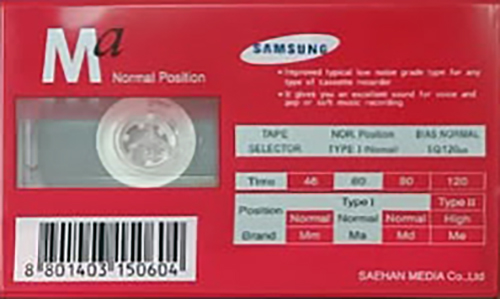 Ma
Normal Position
SAMSUNG
• Improved typical low noise grade type for any
type of cassette recorder
• It gives you an excellent sound for voice and
pop or soft music recording.
TAPE NOR. Position BIAS NORMAL
SELECTOR TYPE I Normal EQ120us
Time 46 60 90 120
Position Type I Type II
Normal Normal Normal High
Brand Mm Ma Md Me
8 801403 150604
SAEHAN MEDIA Co.,Ltd